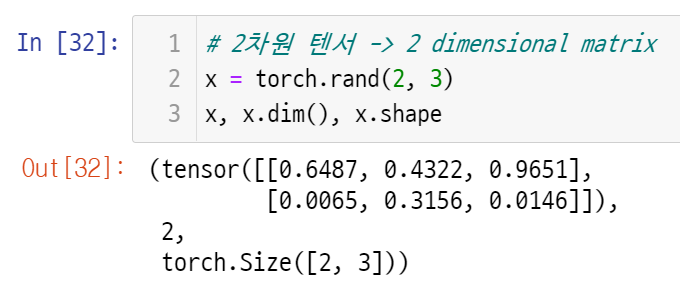 In [32]:
1 # 2차원 텐서 -> 2 dimensional matrix
2 x = torch.rand(2, 3)
3 x, x.dim(), x.shape
Out[32]: (tensor([[0.6487, 0.4322, 0.9651],
[0.0065, 0.3156, 0.0146]]),
2,
torch.Size([2, 3]))